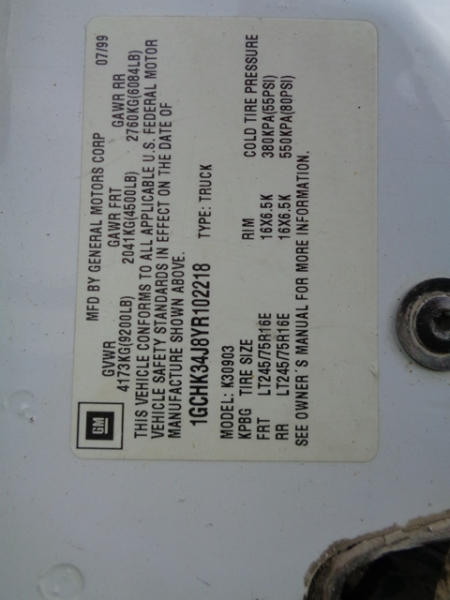 GM
MFD BY GENERAL MOTORS CORP 07/99
GVWR GAWR FRT GAWR RR
4173KG(9200LB) 2041KG(4500LB) 2760KG(6084LB)
THIS VEHICLE CONFORMS TO ALL APPLICABLE U.S. FEDERAL MOTOR
VEHICLE SAFETY STANDARDS IN EFFECT ON THE DATE OF
MANUFACTURE SHOWN ABOVE.
1GCHK34J8YR102218 TYPE: TRUCK
MODEL: K30903
KPBG TIRE SIZE RIM COLD TIRE PRESSURE
FRT LT245/75R16E 16X6.5K 380KPA(55PSI)
RR LT245/75R16E 16X6.5K 550KPA(80PSI)
SEE OWNER'S MANUAL FOR MORE INFORMATION.